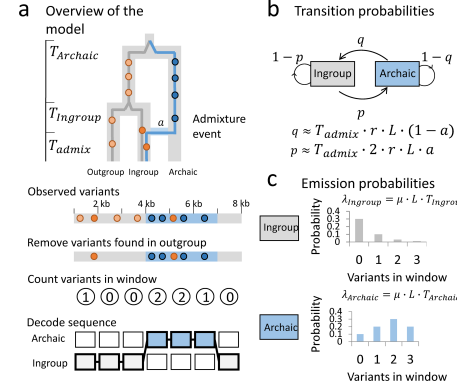 a Overview of the
model
T_Archaic
T_Ingroup
T_admix
a
Admixture
event
Outgroup Ingroup Archaic
Observed variants
2 kb 4 kb 6 kb 8 kb
Remove variants found in outgroup
Count variants in window
1 0 0 2 2 1 0
Decode sequence
Archaic
Ingroup
b Transition probabilities
q
1 − p
1 − q
Ingroup
Archaic
p
q ≈ T_admix · r · L · (1 − a)
p ≈ T_admix · 2 · r · L · a
c Emission probabilities
λ_Ingroup = μ · L · T_Ingrou
Ingroup
Probability
0.4
0.3
0.2
0.1
0
0 1 2 3
Variants in window
λ_Archaic = μ · L · T_Archai
Archaic
Probability
0.4
0.3
0.2
0.1
0
0 1 2 3
Variants in window